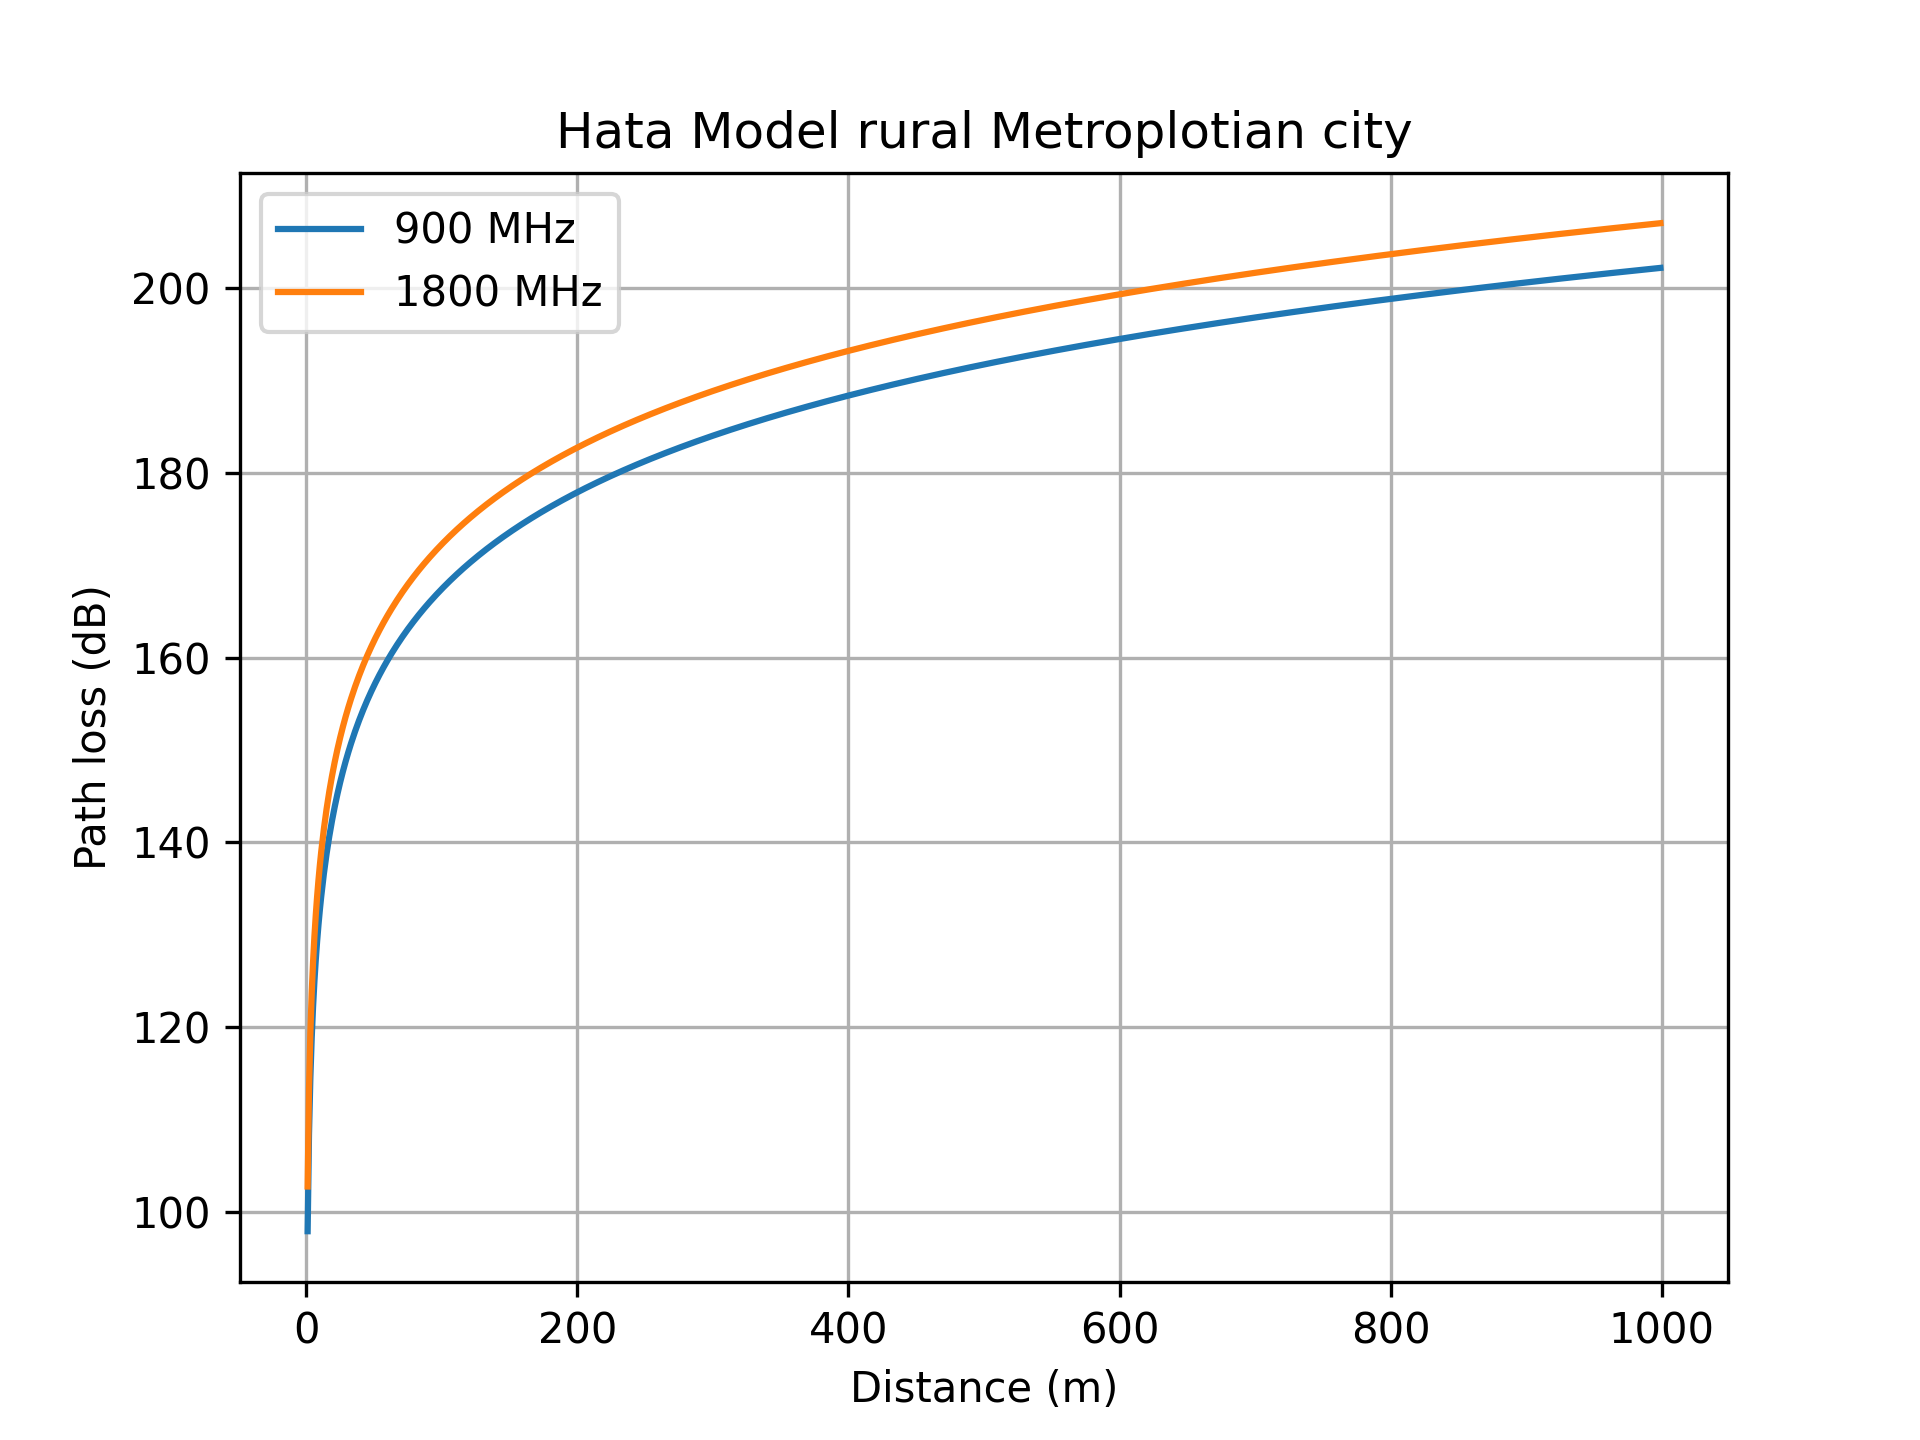 Hata Model rural Metroplotian city
900 MHz
1800 MHz
200
180
160
140
120
100
Path loss (dB)
0 200 400 600 800 1000
Distance (m)